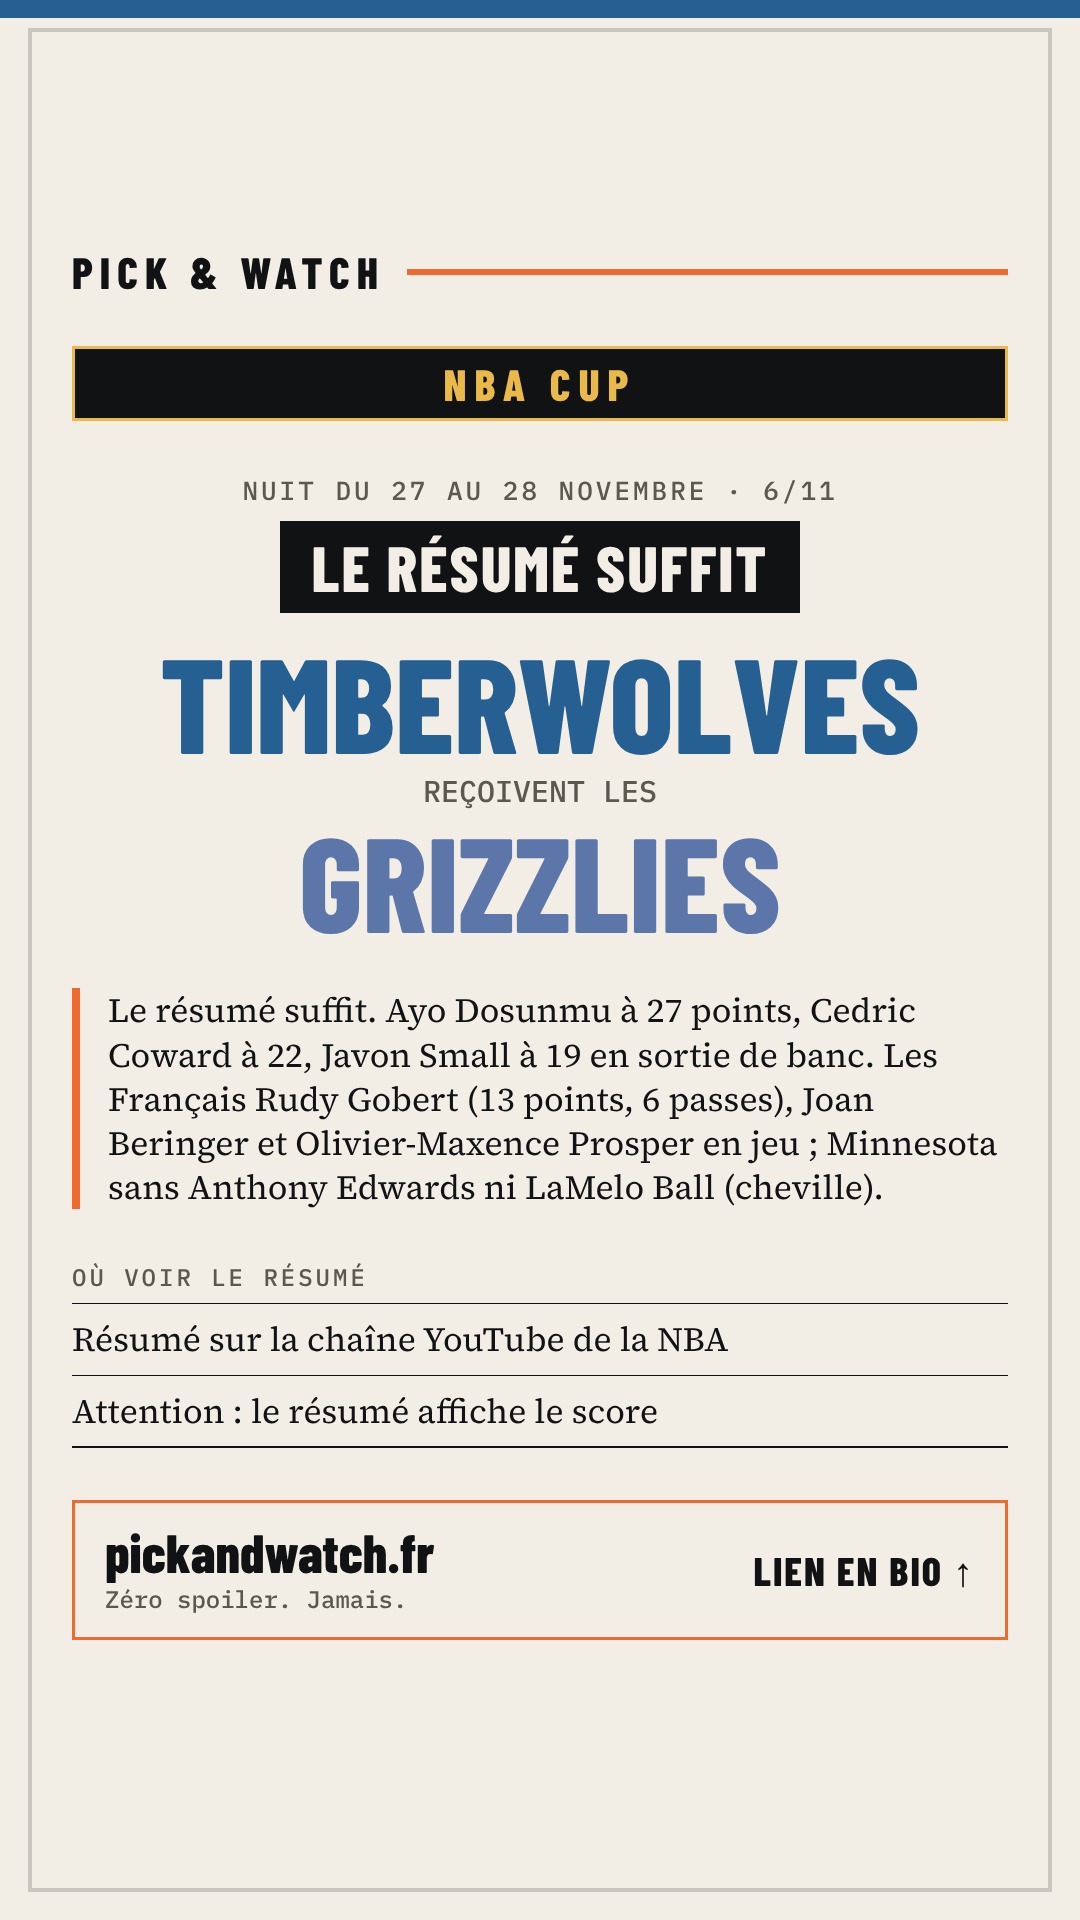 PICK & WATCH
NBA CUP
NUIT DU 27 AU 28 NOVEMBRE · 6/11
LE RÉSUMÉ SUFFIT
TIMBERWOLVES
REÇOIVENT LES
GRIZZLIES
Le résumé suffit. Ayo Dosunmu à 27 points, Cedric
Coward à 22, Javon Small à 19 en sortie de banc. Les
Français Rudy Gobert (13 points, 6 passes), Joan
Beringer et Olivier-Maxence Prosper en jeu ; Minnesota
sans Anthony Edwards ni LaMelo Ball (cheville).
OÙ VOIR LE RÉSUMÉ
Résumé sur la chaîne YouTube de la NBA
Attention : le résumé affiche le score
pickandwatch.fr
Zéro spoiler. Jamais.
LIEN EN BIO ↑